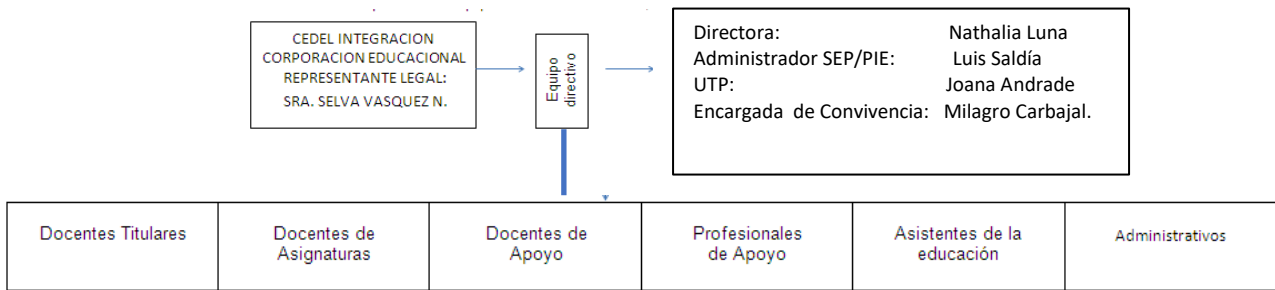 CEDEL INTEGRACION
CORPORACION EDUCACIONAL
REPRESENTANTE LEGAL:
SRA. SELVA VASQUEZ N.
Equipo
directivo
Directora: Nathalia Luna
Administrador SEP/PIE: Luis Saldía
UTP: Joana Andrade
Encargada de Convivencia: Milagro Carbajal.
Docentes Titulares
Docentes de
Asignaturas
Docentes de
Apoyo
Profesionales
de Apoyo
Asistentes de la
educación
Administrativos